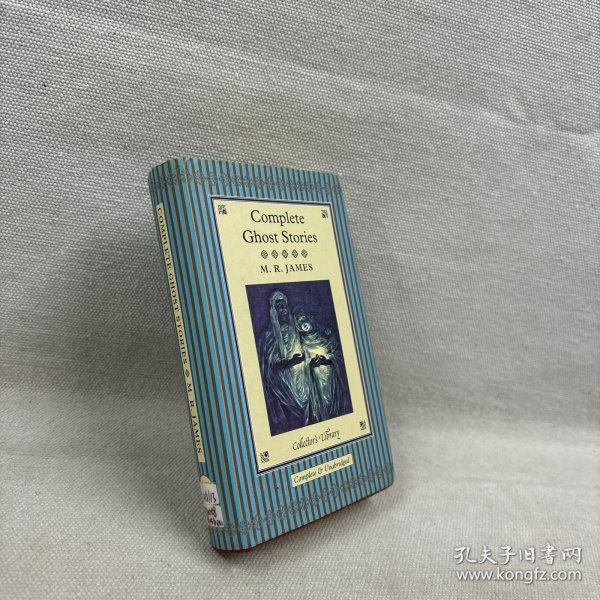 Complete
Ghost Stories
M. R. JAMES
Collector's Library
Complete & Unabridged
COMPLETE GHOST STORIES
M. R. JAMES
孔夫子旧书网
www.kongfz.com